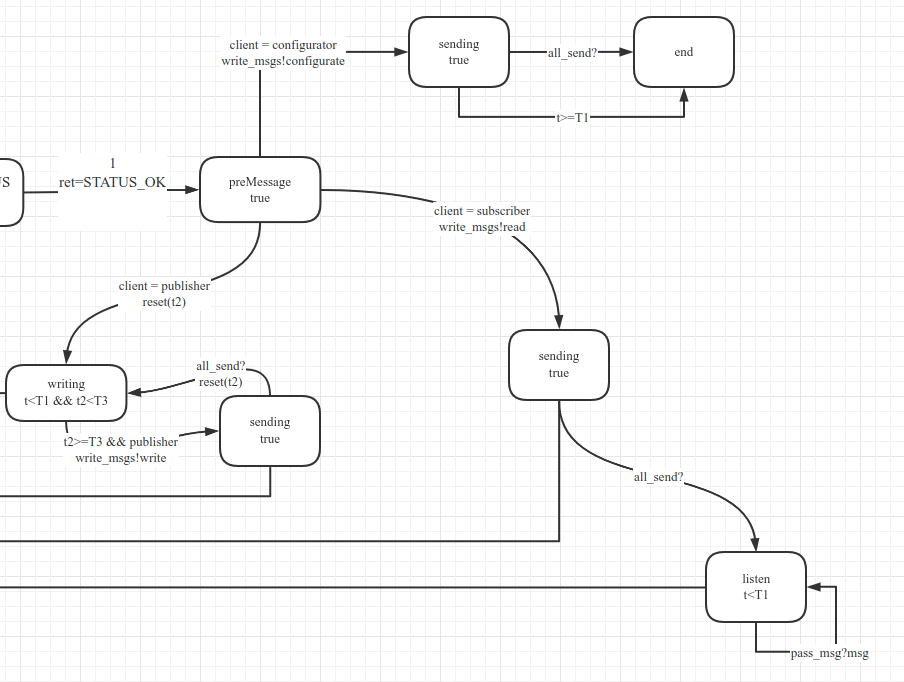 client = configurator
write_msgs!configurate
sending
true
all_send?
end
t>=T1
S
1
ret=STATUS_OK
preMessage
true
client = subscriber
write_msgs!read
client = publisher
reset(t2)
sending
true
all_send?
reset(t2)
writing
t<T1 && t2<T3
sending
true
t2>=T3 && publisher
write_msgs!write
all_send?
listen
t<T1
pass_msg?msg